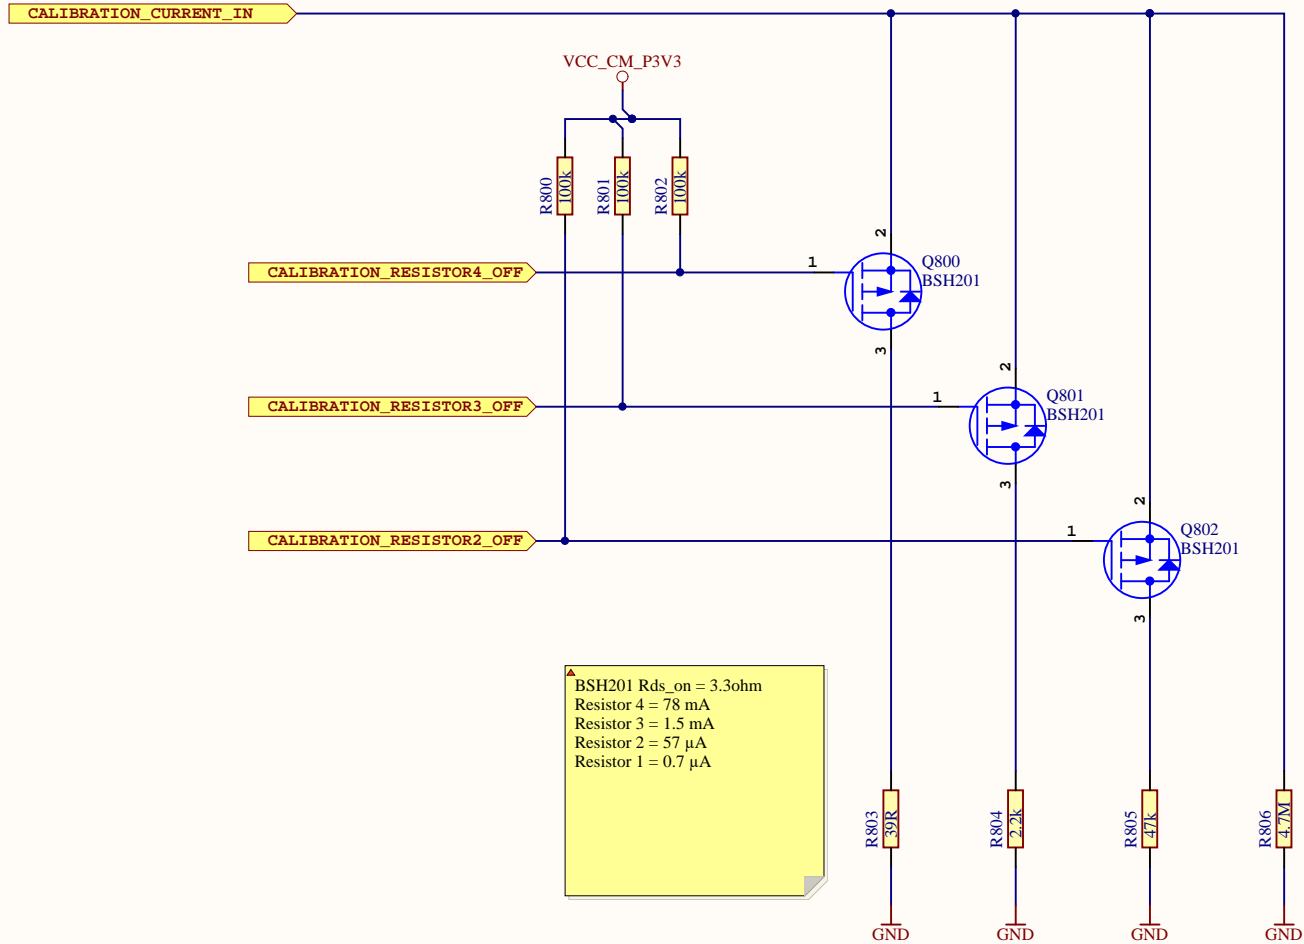 CALIBRATION_CURRENT_IN
VCC_CM_P3V3
R800
100k
R801
100k
R802
100k
CALIBRATION_RESISTOR4_OFF
1
2
3
Q800
BSH201
CALIBRATION_RESISTOR3_OFF
1
2
3
Q801
BSH201
CALIBRATION_RESISTOR2_OFF
1
2
3
Q802
BSH201
BSH201 Rds_on = 3.3ohm
Resistor 4 = 78 mA
Resistor 3 = 1.5 mA
Resistor 2 = 57 µA
Resistor 1 = 0.7 µA
R803
39R
R804
2.2k
R805
47k
R806
4.7M
GND
GND
GND
GND